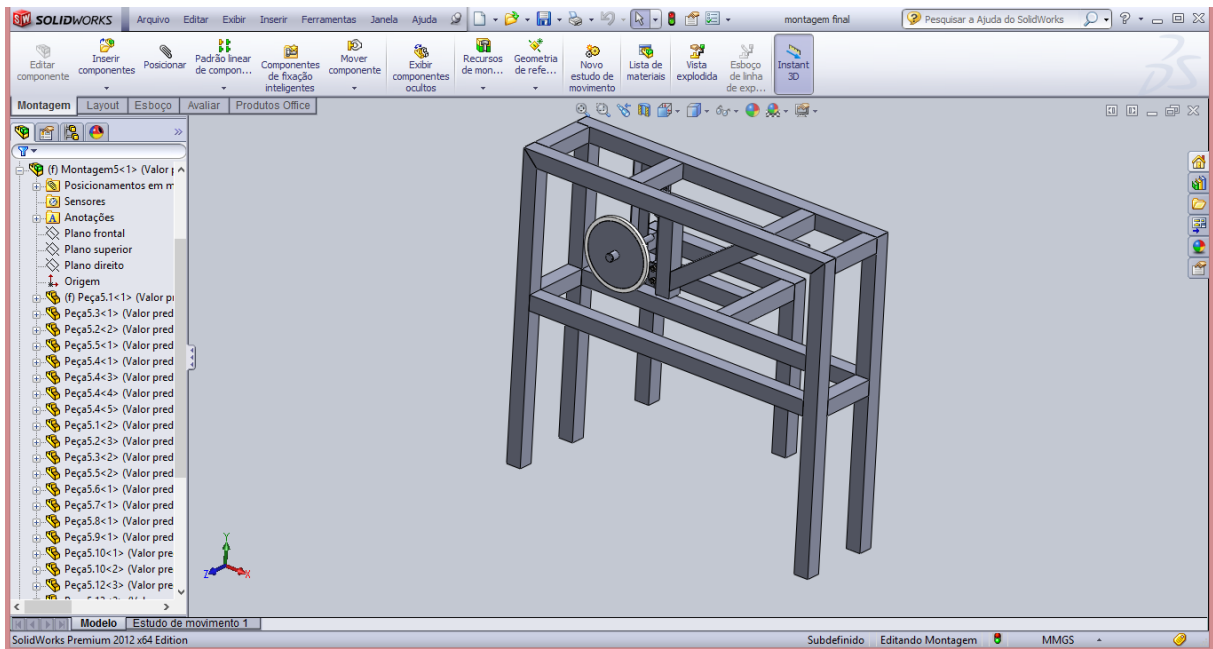 SOLIDWORKS Arquivo Editar Exibir Inserir Ferramentas Janela Ajuda montagem final Pesquisar a Ajuda do SolidWorks
Editar componente
Inserir componentes
Posicionar
Padrão linear de compon...
Componentes de fixação inteligentes
Mover componente
Exibir componentes ocultos
Recursos de mon...
Geometria de refe...
Novo estudo de movimento
Lista de materiais
Vista explodida
Esboço de linha de exp...
Instant 3D
Montagem Layout Esboço Avaliar Produtos Office
(f) Montagem5<1> (Valor
Posicionamentos em m
Sensores
Anotações
Plano frontal
Plano superior
Plano direito
Origem
(f) Peça5.1<1> (Valor pr
Peça5.3<1> (Valor pred
Peça5.2<2> (Valor pred
Peça5.5<1> (Valor pred
Peça5.4<1> (Valor pred
Peça5.4<3> (Valor pred
Peça5.4<4> (Valor pred
Peça5.4<5> (Valor pred
Peça5.1<2> (Valor pred
Peça5.2<3> (Valor pred
Peça5.3<2> (Valor pred
Peça5.5<2> (Valor pred
Peça5.6<1> (Valor pred
Peça5.7<1> (Valor pred
Peça5.8<1> (Valor pred
Peça5.9<1> (Valor pred
Peça5.10<1> (Valor pre
Peça5.10<2> (Valor pre
Peça5.12<3> (Valor pre
Y
Z X
Modelo Estudo de movimento 1
SolidWorks Premium 2012 x64 Edition Subdefinido Editando Montagem MMGS